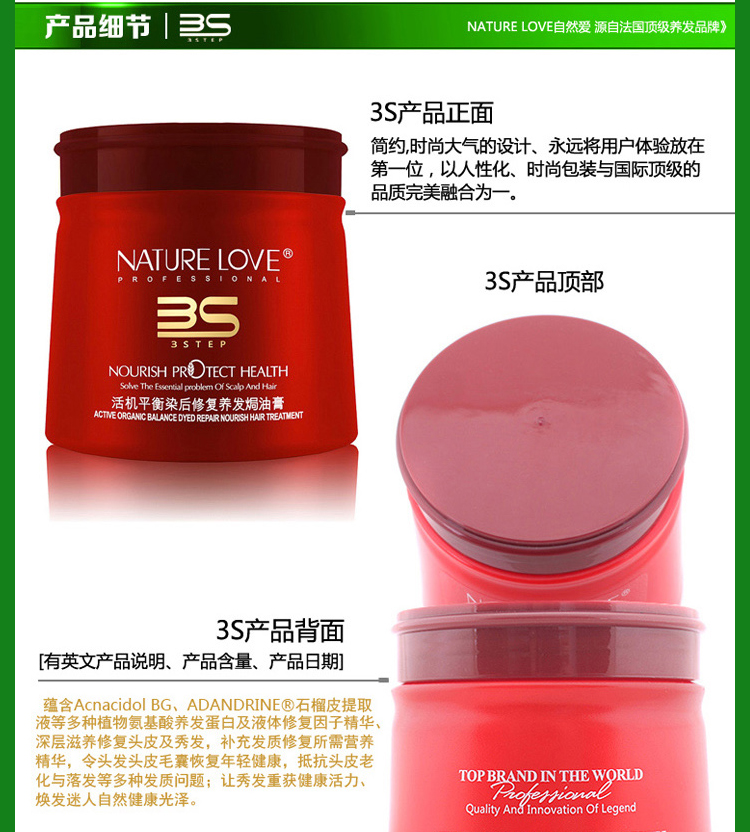 产品细节 | 3S
3STEP
NATURE LOVE自然爱 源自法国顶级养发品牌》
3S产品正面
简约,时尚大气的设计、永远将用户体验放在
第一位，以人性化、时尚包装与国际顶级的
品质完美融合为一。
NATURE LOVE®
PROFESSIONAL
3S
3STEP
NOURISH PROTECT HEALTH
Solve The Essential problem Of Scalp And Hair
活机平衡染后修复养发焗油膏
ACTIVE ORGANIC BALANCE DYED REPAIR NOURISH HAIR TREATMENT
3S产品顶部
3S产品背面
[有英文产品说明、产品含量、产品日期]
蕴含Acnacidol BG、ADANDRINE®石榴皮提取
液等多种植物氨基酸养发蛋白及液体修复因子精华、
深层滋养修复头皮及秀发，补充发质修复所需营养
精华，令头发头皮毛囊恢复年轻健康，抵抗头皮老
化与落发等多种发质问题；让秀发重获健康活力、
焕发迷人自然健康光泽。
TOP BRAND IN THE WORLD
Professional
Quality And Innovation Of Legend